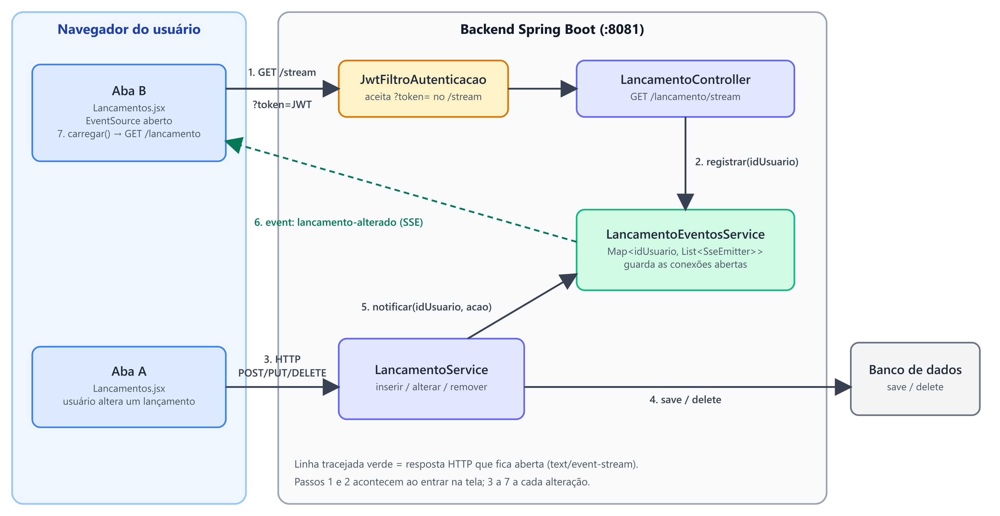 Navegador do usuário
Backend Spring Boot (:8081)
Aba B
Lancamentos.jsx
EventSource aberto
7. carregar() → GET /lancamento
1. GET /stream
?token=JWT
JwtFiltroAutenticacao
aceita ?token= no /stream
LancamentoController
GET /lancamento/stream
2. registrar(idUsuario)
6. event: lancamento-alterado (SSE)
LancamentoEventosService
Map<idUsuario, List<SseEmitter>>
guarda as conexões abertas
5. notificar(idUsuario, acao)
Aba A
Lancamentos.jsx
usuário altera um lançamento
3. HTTP
POST/PUT/DELETE
LancamentoService
inserir / alterar / remover
4. save / delete
Banco de dados
save / delete
Linha tracejada verde = resposta HTTP que fica aberta (text/event-stream).
Passos 1 e 2 acontecem ao entrar na tela; 3 a 7 a cada alteração.